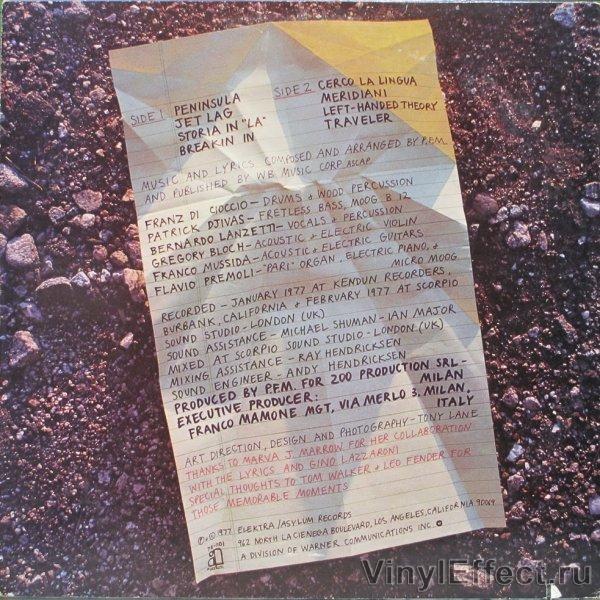 SIDE 1 PENINSULA
JET LAG
STORIA IN "LA"
BREAKIN IN
SIDE 2 CERCO LA LINGUA
MERIDIANI
LEFT-HANDED THEORY
TRAVELER
MUSIC AND LYRICS COMPOSED AND ARRANGED BY P.F.M.
AND PUBLISHED BY WB MUSIC CORP. ASCAP
FRANZ DI CIOCCIO - DRUMS + WOOD PERCUSSION
PATRICK DJIVAS - FRETLESS BASS, MOOG B 12
BERNARDO LANZETTI - VOCALS + PERCUSSION
GREGORY BLOCH - ACOUSTIC + ELECTRIC VIOLIN
FRANCO MUSSIDA - ACOUSTIC + ELECTRIC GUITARS
FLAVIO PREMOLI - "PARI" ORGAN, ELECTRIC PIANO, +
MICRO MOOG
RECORDED - JANUARY 1977 AT KENDUN RECORDERS,
BURBANK, CALIFORNIA + FEBRUARY 1977 AT SCORPIO
SOUND STUDIO - LONDON (UK)
SOUND ASSISTANCE - MICHAEL SHUMAN - IAN MAJOR
MIXED AT SCORPIO SOUND STUDIO - LONDON (UK)
MIXING ASSISTANCE - RAY HENDRICKSEN
SOUND ENGINEER - ANDY HENDRICKSEN
PRODUCED BY P.F.M. FOR ZOO PRODUCTION SRL -
MILAN
EXECUTIVE PRODUCER:
FRANCO MAMONE MGT, VIA MERLO 3, MILAN,
ITALY
ART DIRECTION, DESIGN AND PHOTOGRAPHY - TONY LANE
THANKS TO MARVA J. MARROW FOR HER COLLABORATION
WITH THE LYRICS AND GINO LAZZARONI
SPECIAL THOUGHTS TO TOM WALKER + LEO FENDER FOR
THOSE MEMORABLE MOMENTS
℗ © 1977 ELEKTRA/ASYLUM RECORDS
962 NORTH LA CIENEGA BOULEVARD, LOS ANGELES, CALIFORNIA 90069
A DIVISION OF WARNER COMMUNICATIONS INC.
VinylEffect.ru